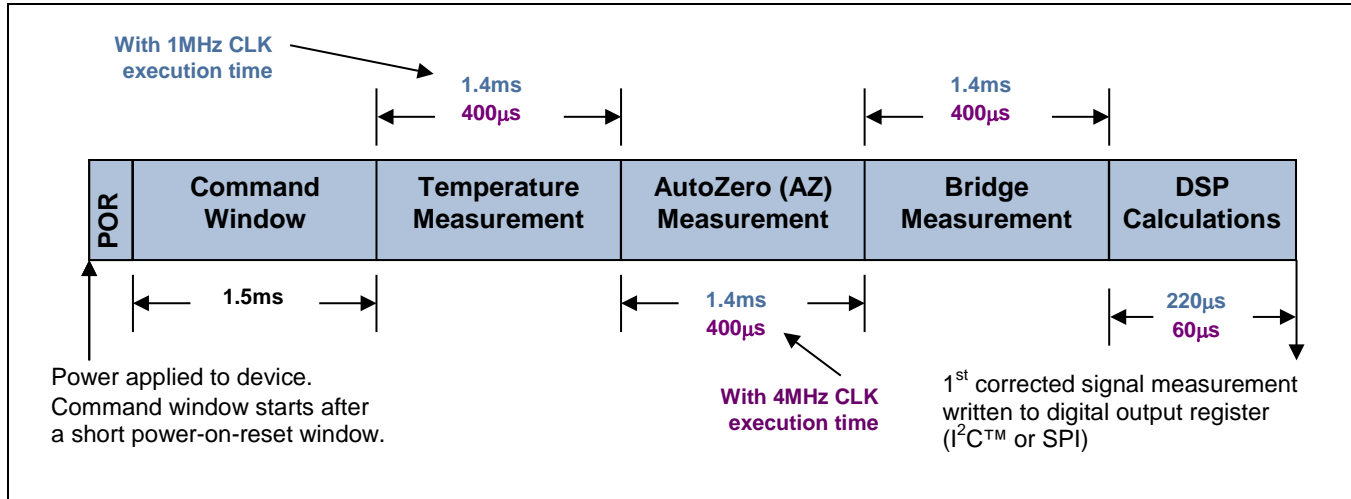 With 1MHz CLK
execution time
1.4ms
400µs
1.4ms
400µs
POR
Command
Window
Temperature
Measurement
AutoZero (AZ)
Measurement
Bridge
Measurement
DSP
Calculations
1.5ms
1.4ms
400µs
220µs
60µs
Power applied to device.
Command window starts after
a short power-on-reset window.
With 4MHz CLK
execution time
1st corrected signal measurement
written to digital output register
(I2C™ or SPI)